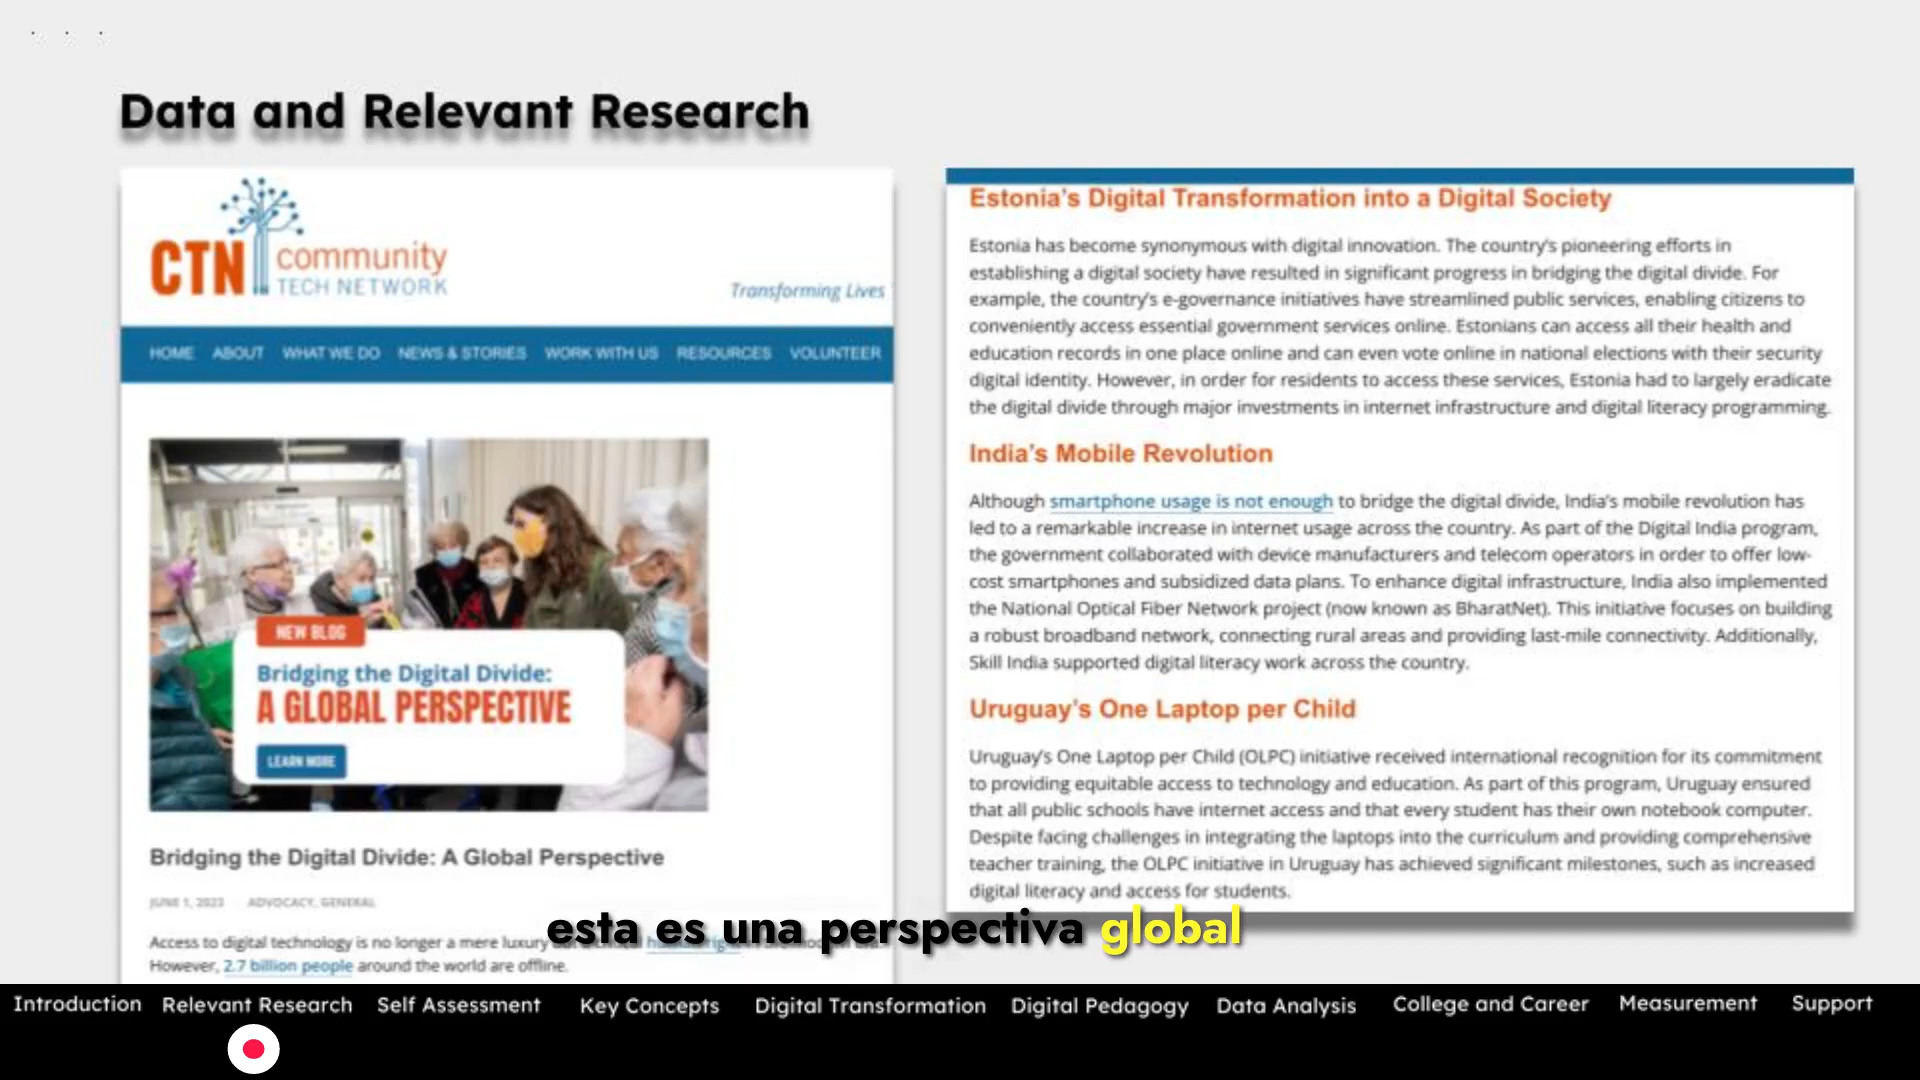 Data and Relevant Research
CTN community
TECH NETWORK
Transforming Lives
HOME ABOUT WHAT WE DO NEWS & STORIES WORK WITH US RESOURCES VOLUNTEER
NEW BLOG
Bridging the Digital Divide:
A GLOBAL PERSPECTIVE
LEARN MORE
Bridging the Digital Divide: A Global Perspective
JUNE 1, 2023 ADVOCACY, GENERAL
Access to digital technology is no longer a mere luxury
However, 2.7 billion people around the world are offline.
Estonia's Digital Transformation into a Digital Society
Estonia has become synonymous with digital innovation. The country's pioneering efforts in
establishing a digital society have resulted in significant progress in bridging the digital divide. For
example, the country's e-governance initiatives have streamlined public services, enabling citizens to
conveniently access essential government services online. Estonians can access all their health and
education records in one place online and can even vote online in national elections with their security
digital identity. However, in order for residents to access these services, Estonia had to largely eradicate
the digital divide through major investments in internet infrastructure and digital literacy programming.
India's Mobile Revolution
Although smartphone usage is not enough to bridge the digital divide, India's mobile revolution has
led to a remarkable increase in internet usage across the country. As part of the Digital India program,
the government collaborated with device manufacturers and telecom operators in order to offer low-
cost smartphones and subsidized data plans. To enhance digital infrastructure, India also implemented
the National Optical Fiber Network project (now known as BharatNet). This initiative focuses on building
a robust broadband network, connecting rural areas and providing last-mile connectivity. Additionally,
Skill India supported digital literacy work across the country.
Uruguay's One Laptop per Child
Uruguay's One Laptop per Child (OLPC) initiative received international recognition for its commitment
to providing equitable access to technology and education. As part of this program, Uruguay ensured
that all public schools have internet access and that every student has their own notebook computer.
Despite facing challenges in integrating the laptops into the curriculum and providing comprehensive
teacher training, the OLPC initiative in Uruguay has achieved significant milestones, such as increased
digital literacy and access for students.
esta es una perspectiva global
Introduction Relevant Research Self Assessment Key Concepts Digital Transformation Digital Pedagogy Data Analysis College and Career Measurement Support